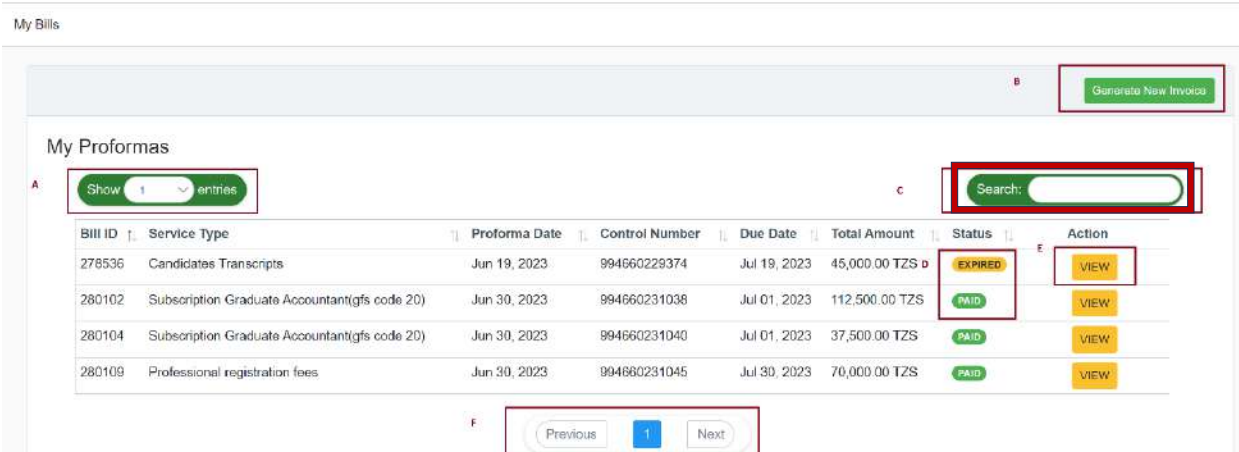 My Bills
B
Generate New Invoice
My Proformas
A
Show 1 entries
C
Search:
Bill ID Service Type Proforma Date Control Number Due Date Total Amount Status Action
E
278536 Candidates Transcripts Jun 19, 2023 994660229374 Jul 19, 2023 45,000.00 TZS D EXPIRED VIEW
280102 Subscription Graduate Accountant(gfs code 20) Jun 30, 2023 994660231038 Jul 01, 2023 112,500.00 TZS PAID VIEW
280104 Subscription Graduate Accountant(gfs code 20) Jun 30, 2023 994660231040 Jul 01, 2023 37,500.00 TZS PAID VIEW
280109 Professional registration fees Jun 30, 2023 994660231045 Jul 30, 2023 70,000.00 TZS PAID VIEW
F
Previous 1 Next